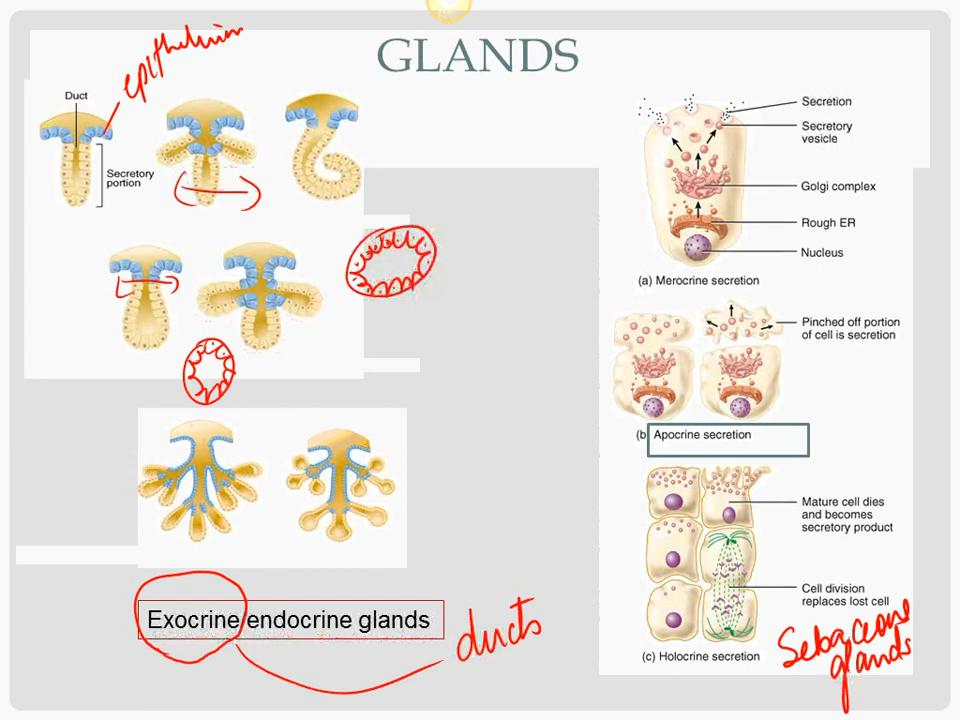 GLANDS
epithelium
Duct
Secretory
portion
Secretion
Secretory
vesicle
Golgi complex
Rough ER
Nucleus
(a) Merocrine secretion
Pinched off portion
of cell is secretion
(b Apocrine secretion
Mature cell dies
and becomes
secretory product
Cell division
replaces lost cell
(c) Holocrine secretion
Exocrine/endocrine glands
ducts
Sebaceous
glands